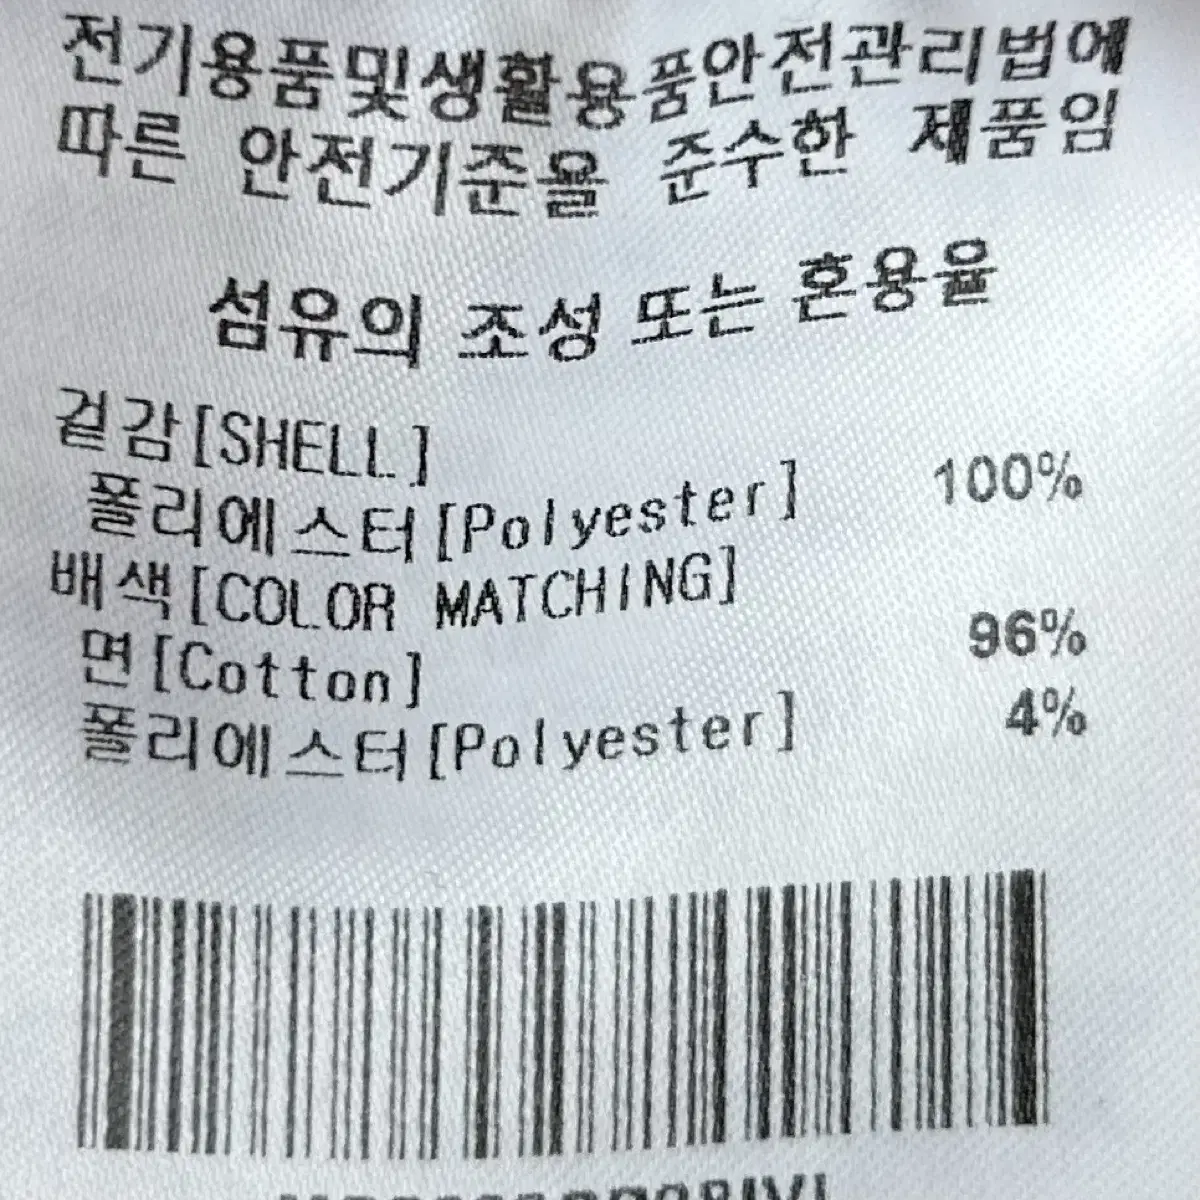 전기용품및생활용품안전관리법에
따른 안전기준을 준수한 제품임
섬유의 조성 또는 혼용율
겉감[SHELL]
폴리에스터[Polyester] 100%
배색[COLOR MATCHING]
면[Cotton] 96%
폴리에스터[Polyester] 4%